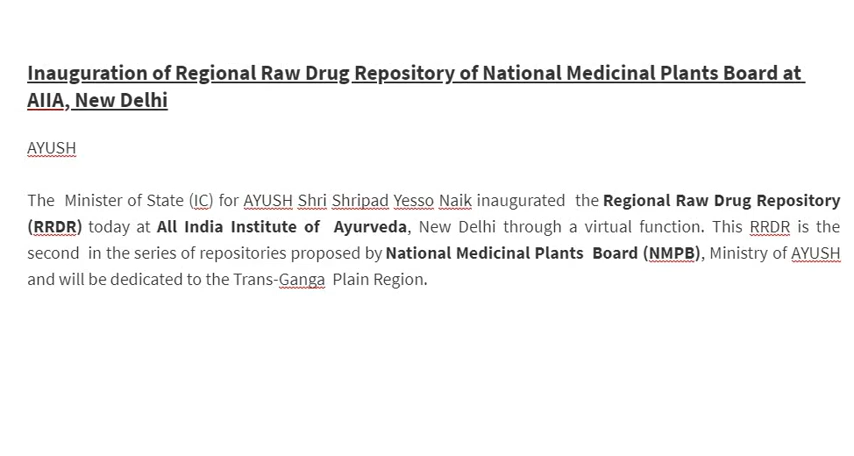 Inauguration of Regional Raw Drug Repository of National Medicinal Plants Board at
AIIA, New Delhi
AYUSH
The Minister of State (IC) for AYUSH Shri Shripad Yesso Naik inaugurated the Regional Raw Drug Repository
(RRDR) today at All India Institute of Ayurveda, New Delhi through a virtual function. This RRDR is the
second in the series of repositories proposed by National Medicinal Plants Board (NMPB), Ministry of AYUSH
and will be dedicated to the Trans-Ganga Plain Region.